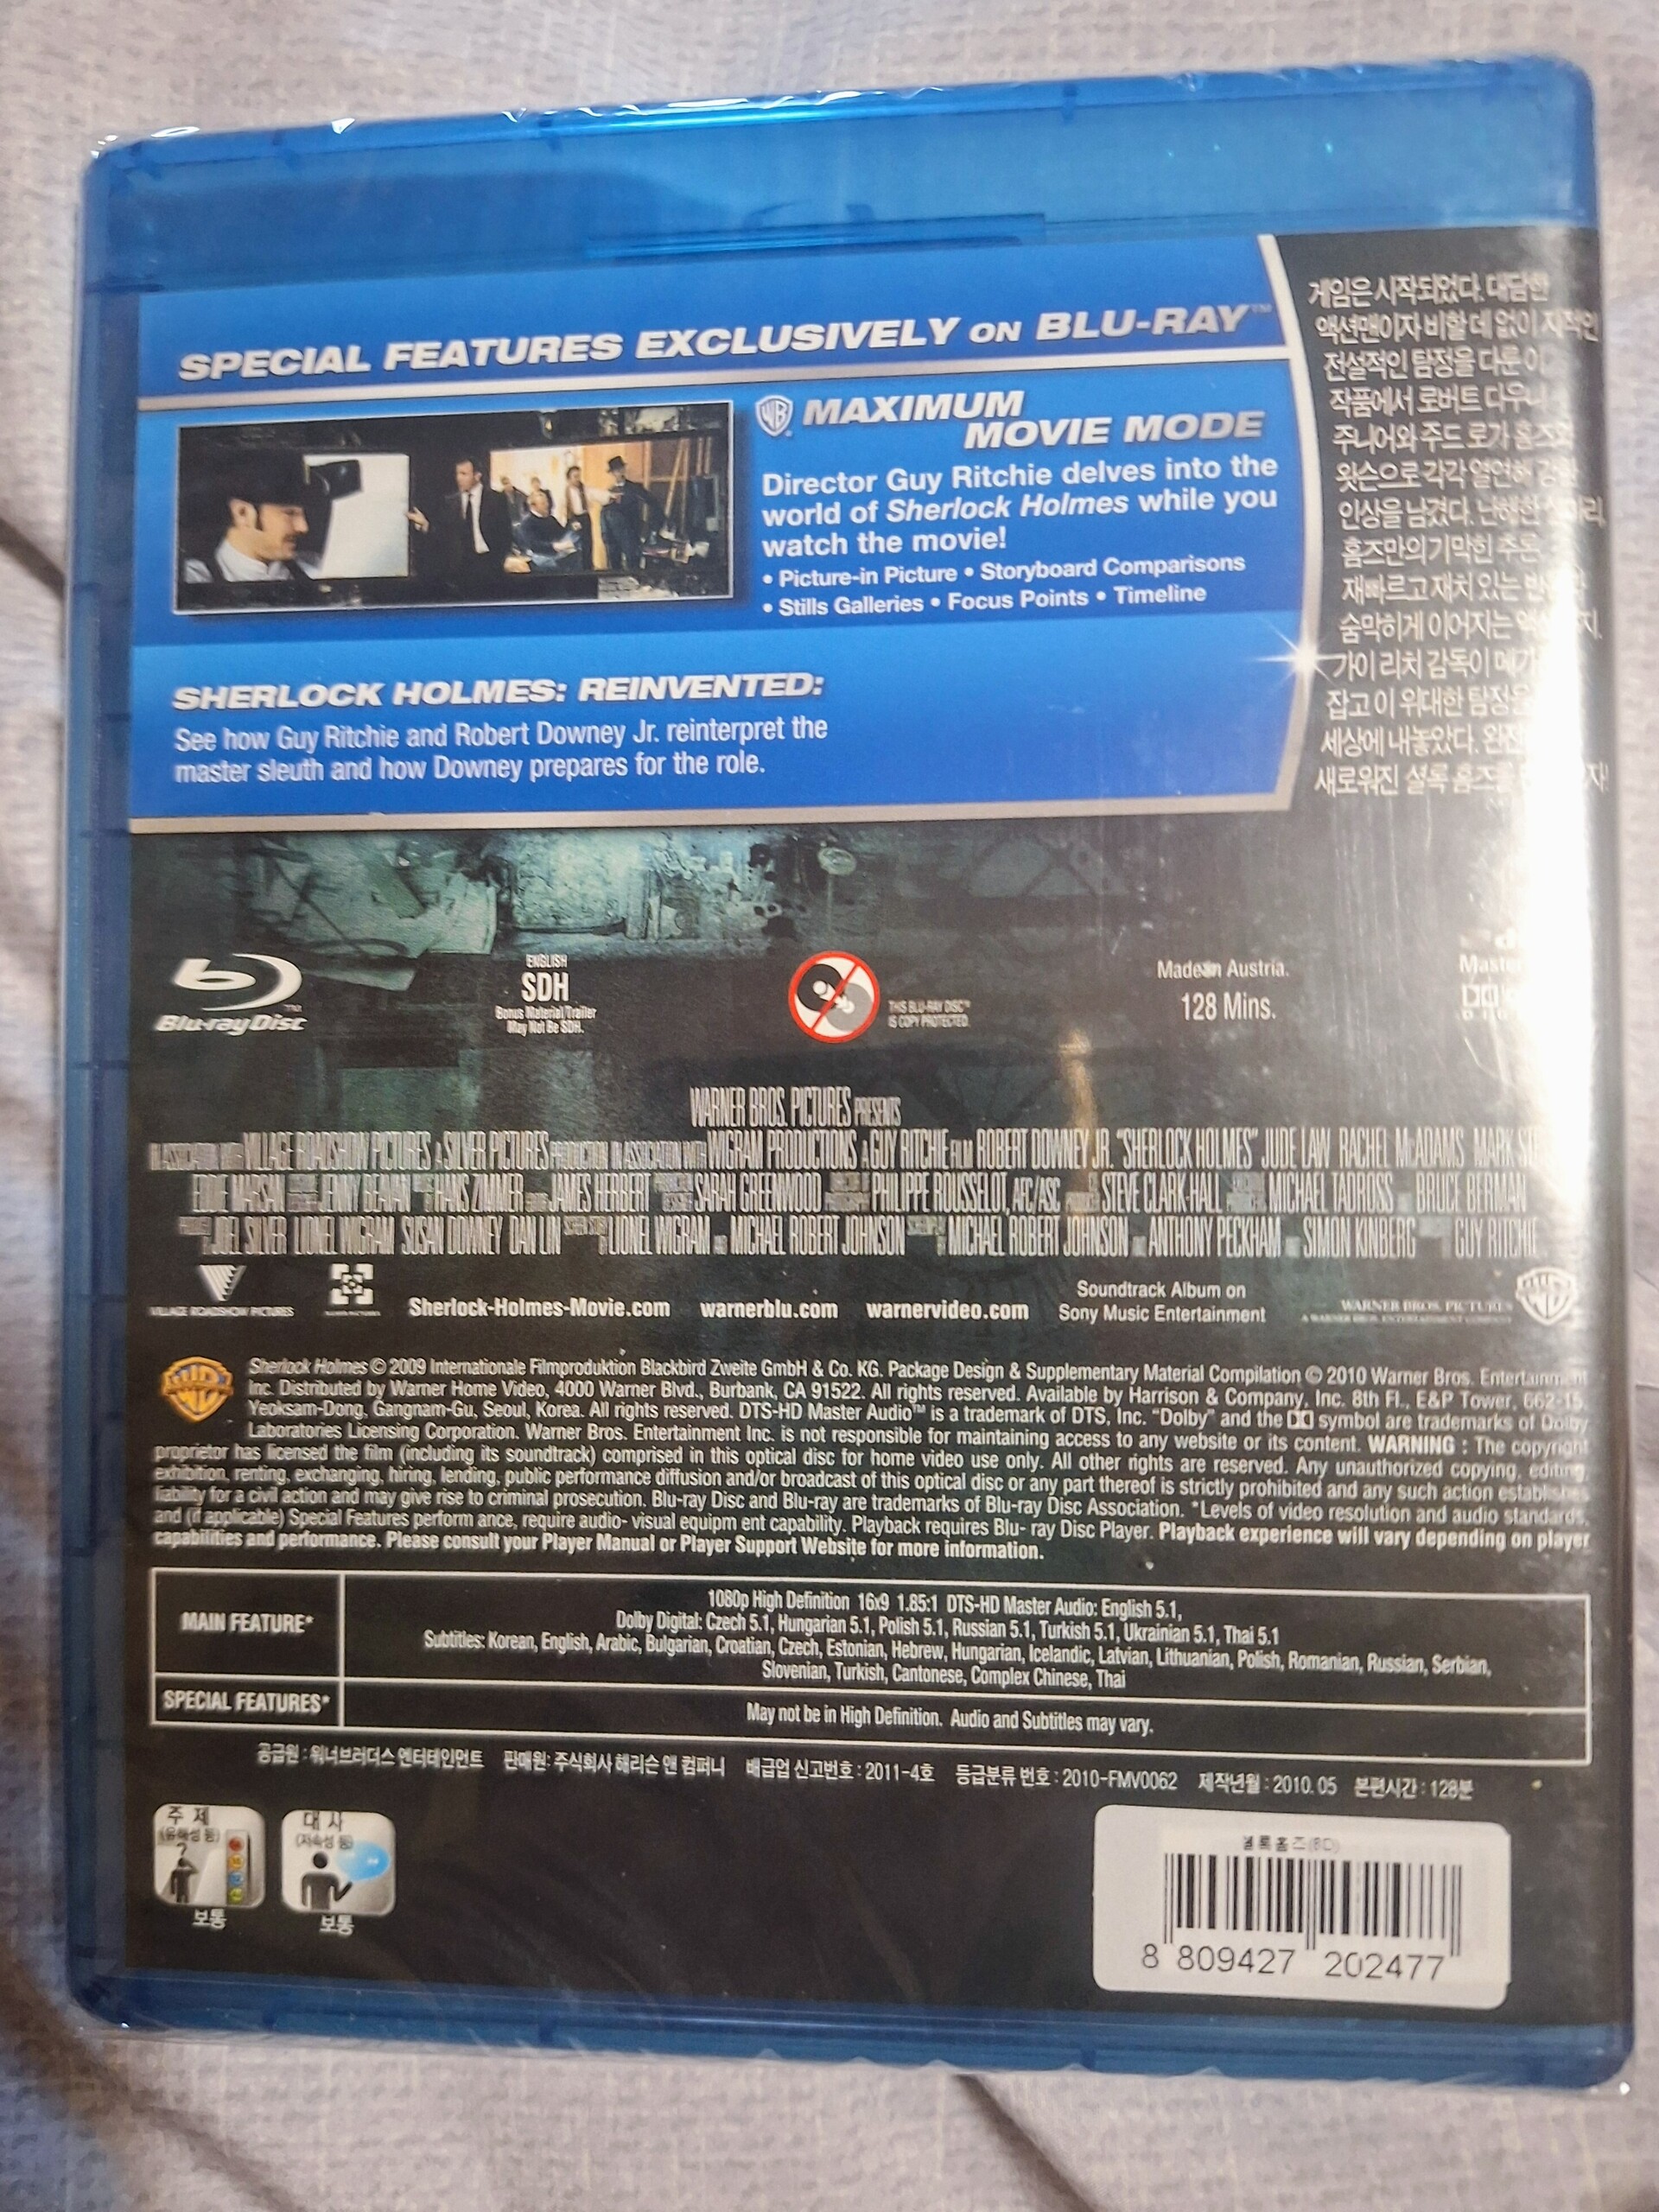 SPECIAL FEATURES EXCLUSIVELY ON BLU-RAY™
WB MAXIMUM
MOVIE MODE
Director Guy Ritchie delves into the
world of Sherlock Holmes while you
watch the movie!
• Picture-in Picture • Storyboard Comparisons
• Stills Galleries • Focus Points • Timeline
SHERLOCK HOLMES: REINVENTED:
See how Guy Ritchie and Robert Downey Jr. reinterpret the
master sleuth and how Downey prepares for the role.
게임은 시작되었다. 대담한
액션맨이자 비할 데 없이 지적인
전설적인 탐정을 다룬 이
작품에서 로버트 다우니
주니어와 주드 로가 홈즈와
왓슨으로 각각 열연해
인상을 남겼다. 난해한
홈즈만의 기막힌 추론,
재빠르고 재치 있는
숨막히게 이어지는
가이 리치 감독이
잡고 이 위대한 탐정을
세상에 내놓았다.
새로워진 셜록 홈즈를
Blu-ray Disc™
ENGLISH
SDH
Bonus Material/Trailer
May Not Be SDH.
THIS BLU-RAY DISC™
IS COPY PROTECTED.
Made in Austria.
128 Mins.
WARNER BROS. PICTURES PRESENTS
IN ASSOCIATION WITH VILLAGE ROADSHOW PICTURES A SILVER PICTURES PRODUCTION IN ASSOCIATION WITH WIGRAM PRODUCTIONS A GUY RITCHIE FILM ROBERT DOWNEY JR. "SHERLOCK HOLMES" JUDE LAW RACHEL McADAMS MARK
EDDIE MARSAN JENNY BEAVAN HANS ZIMMER JAMES HERBERT SARAH GREENWOOD PHILIPPE ROUSSELOT, AFC/ASC STEVE CLARK-HALL MICHAEL TADROSS BRUCE BERMAN
JOEL SILVER LIONEL WIGRAM SUSAN DOWNEY DAN LIN LIONEL WIGRAM AND MICHAEL ROBERT JOHNSON MICHAEL ROBERT JOHNSON AND ANTHONY PECKHAM AND SIMON KINBERG GUY RITCHIE
VILLAGE ROADSHOW PICTURES
Sherlock-Holmes-Movie.com warnerblu.com warnervideo.com
Soundtrack Album on
Sony Music Entertainment
WARNER BROS. PICTURES
A WARNER BROS. ENTERTAINMENT COMPANY
Sherlock Holmes © 2009 Internationale Filmproduktion Blackbird Zweite GmbH & Co. KG. Package Design & Supplementary Material Compilation © 2010 Warner Bros. Entertainment
Inc. Distributed by Warner Home Video, 4000 Warner Blvd., Burbank, CA 91522. All rights reserved. Available by Harrison & Company, Inc. 8th Fl., E&P Tower, 662-15,
Yeoksam-Dong, Gangnam-Gu, Seoul, Korea. All rights reserved. DTS-HD Master Audio™ is a trademark of DTS, Inc. "Dolby" and the symbol are trademarks of Dolby
Laboratories Licensing Corporation. Warner Bros. Entertainment Inc. is not responsible for maintaining access to any website or its content. WARNING : The copyright
proprietor has licensed the film (including its soundtrack) comprised in this optical disc for home video use only. All other rights are reserved. Any unauthorized copying, editing,
exhibition, renting, exchanging, hiring, lending, public performance diffusion and/or broadcast of this optical disc or any part thereof is strictly prohibited and any such action establishes
liability for a civil action and may give rise to criminal prosecution. Blu-ray Disc and Blu-ray are trademarks of Blu-ray Disc Association. *Levels of video resolution and audio standards,
and (if applicable) Special Features perform ance, require audio- visual equipm ent capability. Playback requires Blu- ray Disc Player. Playback experience will vary depending on player
capabilities and performance. Please consult your Player Manual or Player Support Website for more information.
MAIN FEATURE*
1080p High Definition 16x9 1.85:1 DTS-HD Master Audio: English 5.1,
Dolby Digital: Czech 5.1, Hungarian 5.1, Polish 5.1, Russian 5.1, Turkish 5.1, Ukrainian 5.1, Thai 5.1
Subtitles: Korean, English, Arabic, Bulgarian, Croatian, Czech, Estonian, Hebrew, Hungarian, Icelandic, Latvian, Lithuanian, Polish, Romanian, Russian, Serbian,
Slovenian, Turkish, Cantonese, Complex Chinese, Thai
SPECIAL FEATURES*
May not be in High Definition. Audio and Subtitles may vary.
공급원 : 워너브러더스 엔터테인먼트 판매원: 주식회사 해리슨 앤 컴퍼니 배급업 신고번호 : 2011-4호 등급분류 번호 : 2010-FMV0062 제작년월 : 2010. 05 본편시간 : 128분
주 제
(유해성 등)
?
보통
대 사
(저속성 등)
보통
셜록홈즈(BD)
8 809427 202477